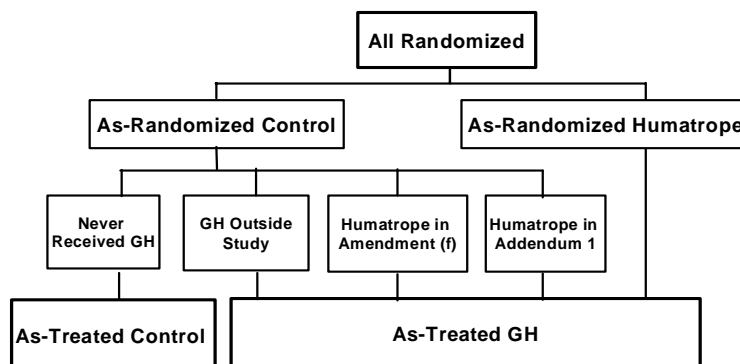 All Randomized
As-Randomized Control
As-Randomized Humatrope
Never
Received GH
GH Outside
Study
Humatrope in
Amendment (f)
Humatrope in
Addendum 1
As-Treated Control
As-Treated GH